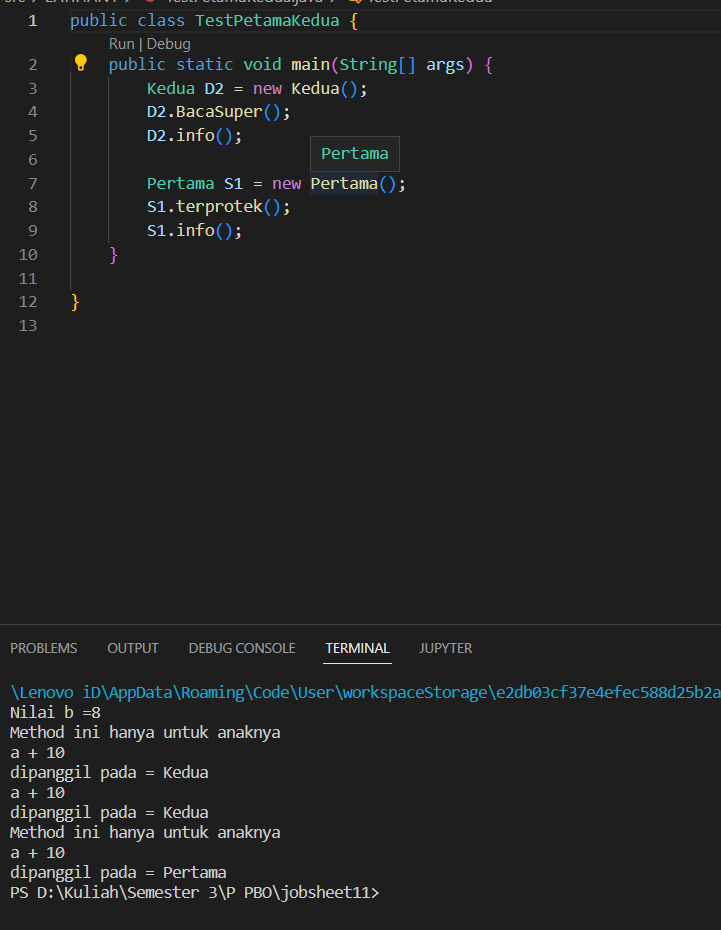 1 public class TestPetamaKedua {
Run | Debug
2 public static void main(String[] args) {
3 Kedua D2 = new Kedua();
4 D2.BacaSuper();
5 D2.info();
6 Pertama
7 Pertama S1 = new Pertama();
8 S1.terprotek();
9 S1.info();
10 }
11
12 }
13
PROBLEMS OUTPUT DEBUG CONSOLE TERMINAL JUPYTER
\Lenovo iD\AppData\Roaming\Code\User\workspaceStorage\e2db03cf37e4efec588d25b2a
Nilai b =8
Method ini hanya untuk anaknya
a + 10
dipanggil pada = Kedua
a + 10
dipanggil pada = Kedua
Method ini hanya untuk anaknya
a + 10
dipanggil pada = Pertama
PS D:\Kuliah\Semester 3\P PBO\jobsheet11>